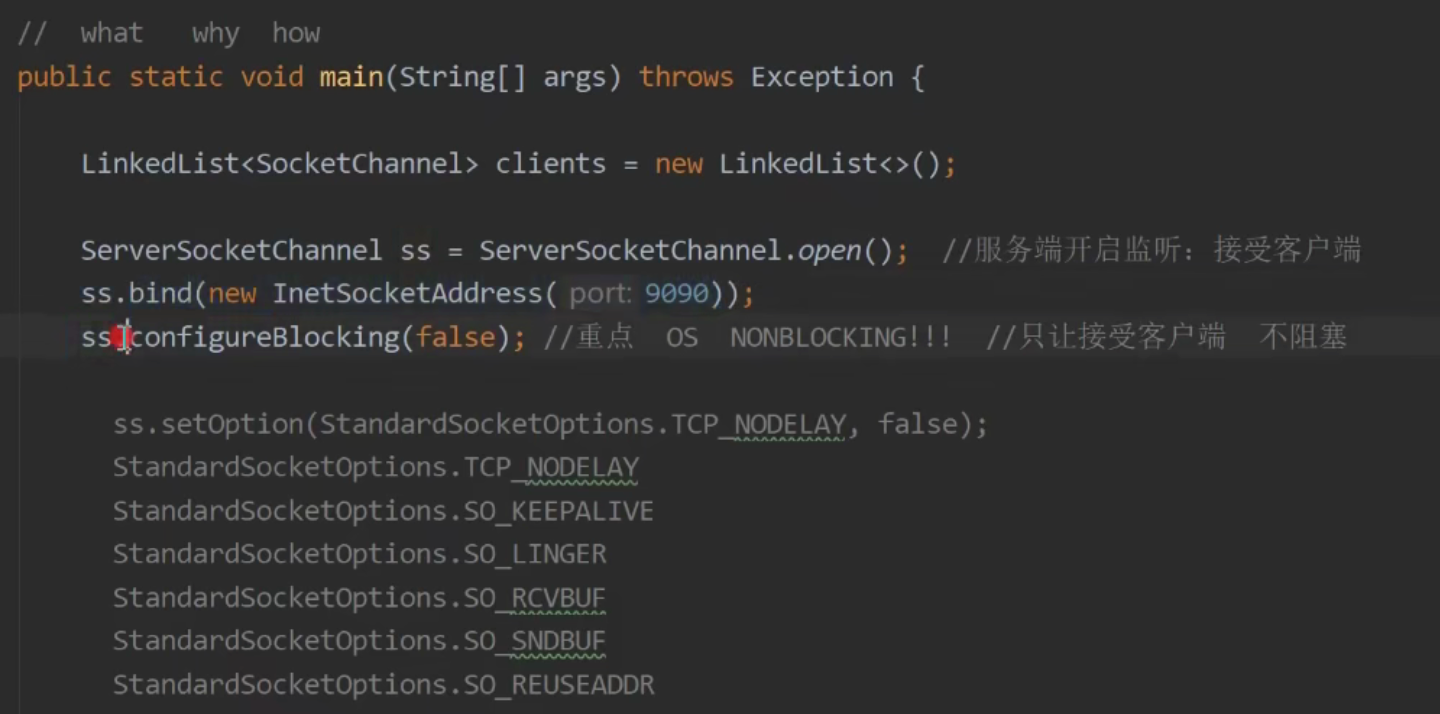 // what why how
public static void main(String[] args) throws Exception {
LinkedList<SocketChannel> clients = new LinkedList<>();
ServerSocketChannel ss = ServerSocketChannel.open(); //服务端开启监听：接受客户端
ss.bind(new InetSocketAddress( port: 9090));
ss.configureBlocking(false); //重点 OS NONBLOCKING!!! //只让接受客户端 不阻塞
ss.setOption(StandardSocketOptions.TCP_NODELAY, false);
StandardSocketOptions.TCP_NODELAY
StandardSocketOptions.SO_KEEPALIVE
StandardSocketOptions.SO_LINGER
StandardSocketOptions.SO_RCVBUF
StandardSocketOptions.SO_SNDBUF
StandardSocketOptions.SO_REUSEADDR